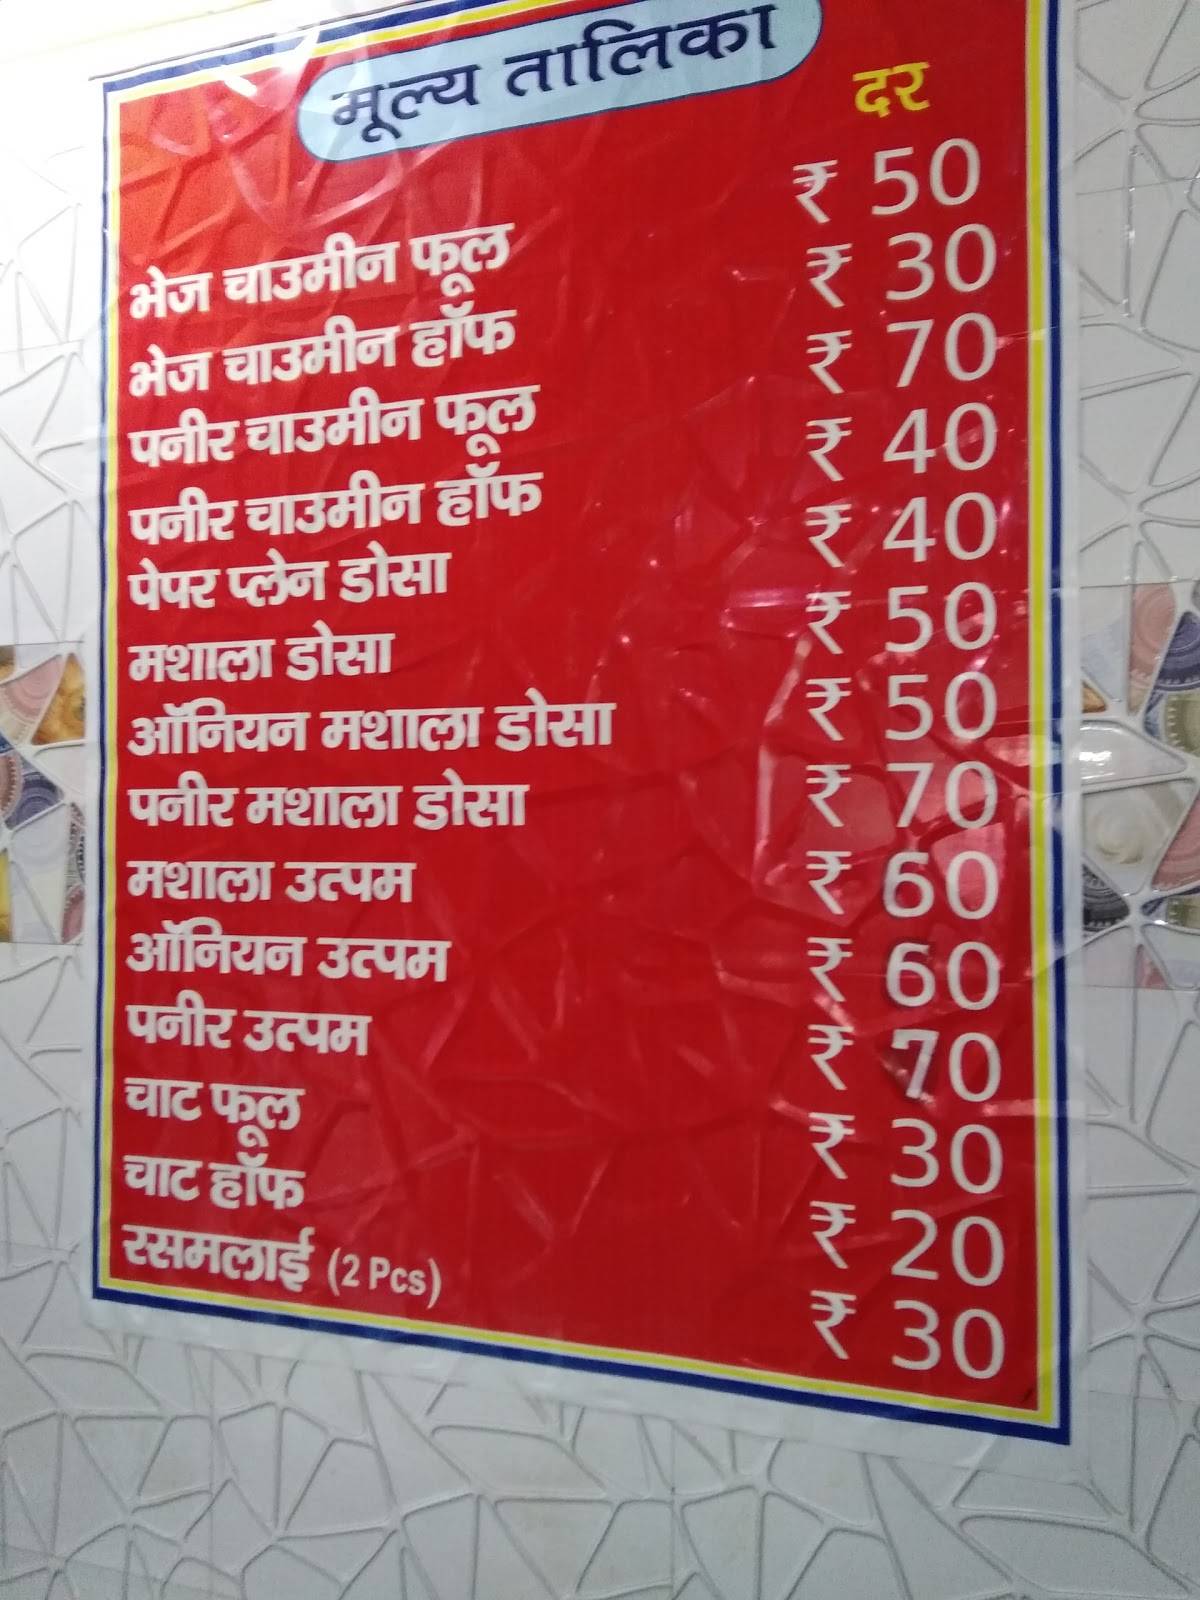 मूल्य तालिका
दर
भेज चाउमीन फूल ₹ 50
भेज चाउमीन हॉफ ₹ 30
पनीर चाउमीन फूल ₹ 70
पनीर चाउमीन हॉफ ₹ 40
पेपर प्लेन डोसा ₹ 40
मशाला डोसा ₹ 50
ऑनियन मशाला डोसा ₹ 50
पनीर मशाला डोसा ₹ 70
मशाला उत्पम ₹ 60
ऑनियन उत्पम ₹ 60
पनीर उत्पम ₹ 70
चाट फूल ₹ 30
चाट हॉफ ₹ 20
रसमलाई (2 Pcs) ₹ 30